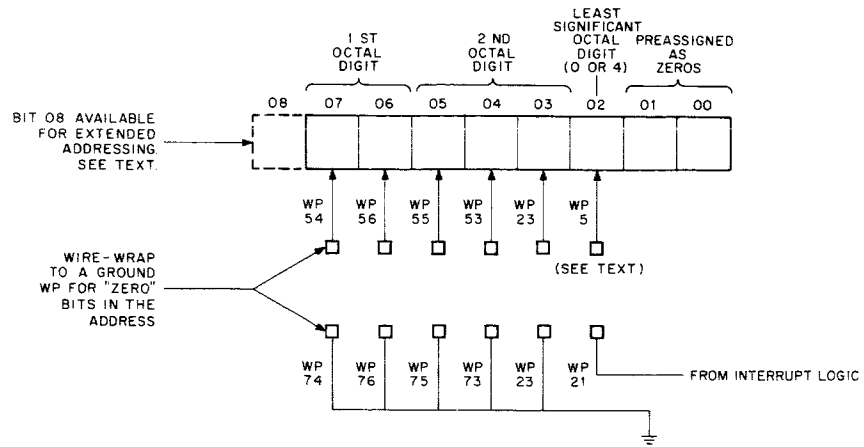 1 ST
OCTAL
DIGIT
2 ND
OCTAL
DIGIT
LEAST
SIGNIFICANT
OCTAL
DIGIT
(0 OR 4)
PREASSIGNED
AS
ZEROS
08 07 06 05 04 03 02 01 00
BIT 08 AVAILABLE
FOR EXTENDED
ADDRESSING.
SEE TEXT.
WP
54
WP
56
WP
55
WP
53
WP
23
WP
5
(SEE TEXT)
WIRE-WRAP
TO A GROUND
WP FOR "ZERO"
BITS IN THE
ADDRESS
WP
74
WP
76
WP
75
WP
73
WP
23
WP
21
FROM INTERRUPT LOGIC